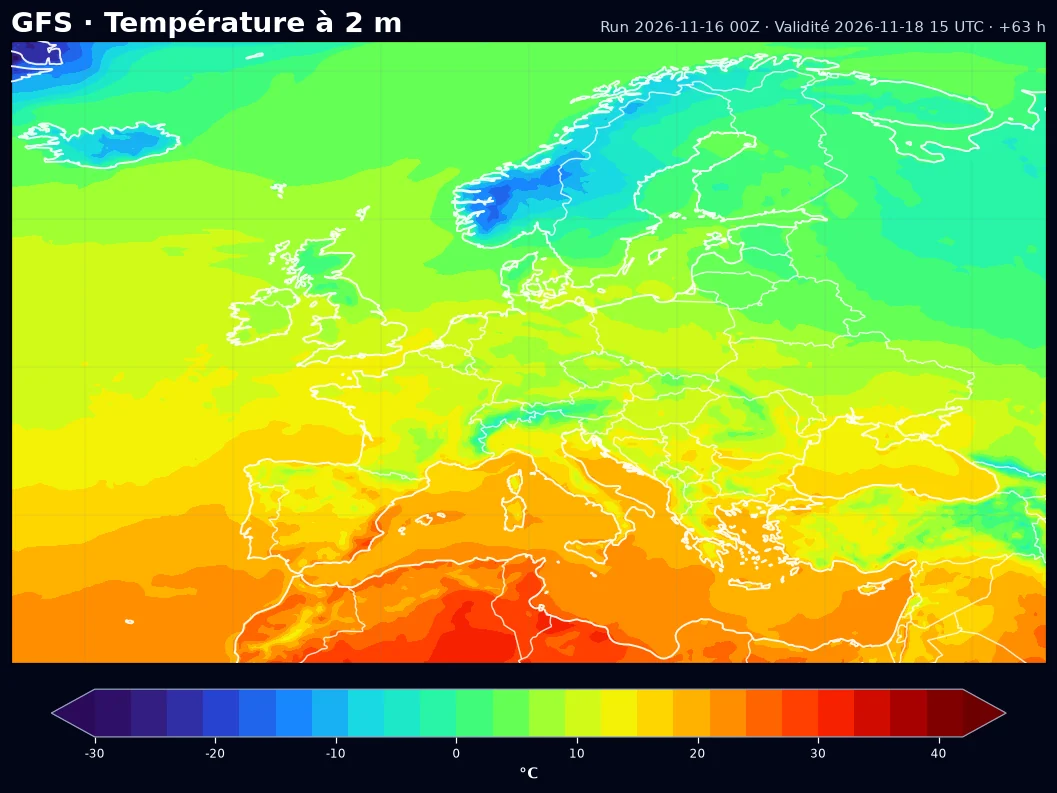 GFS · Température à 2 m
Run 2026-11-16 00Z · Validité 2026-11-18 15 UTC · +63 h
-30 -20 -10 0 10 20 30 40
°C